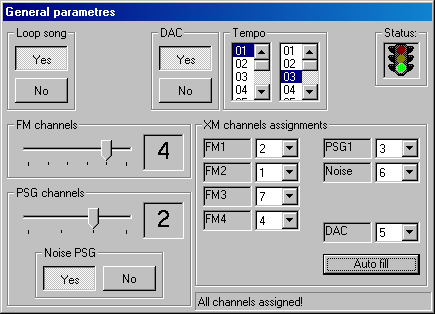 General parametres
Loop song
Yes
No
DAC
Yes
No
Tempo
01
02
03
04
01
02
03
04
Status:
FM channels
4
PSG channels
2
Noise PSG
Yes
No
XM channels assignments
FM1 2
FM2 1
FM3 7
FM4 4
PSG1 3
Noise 6
DAC 5
Auto fill
All channels assigned!